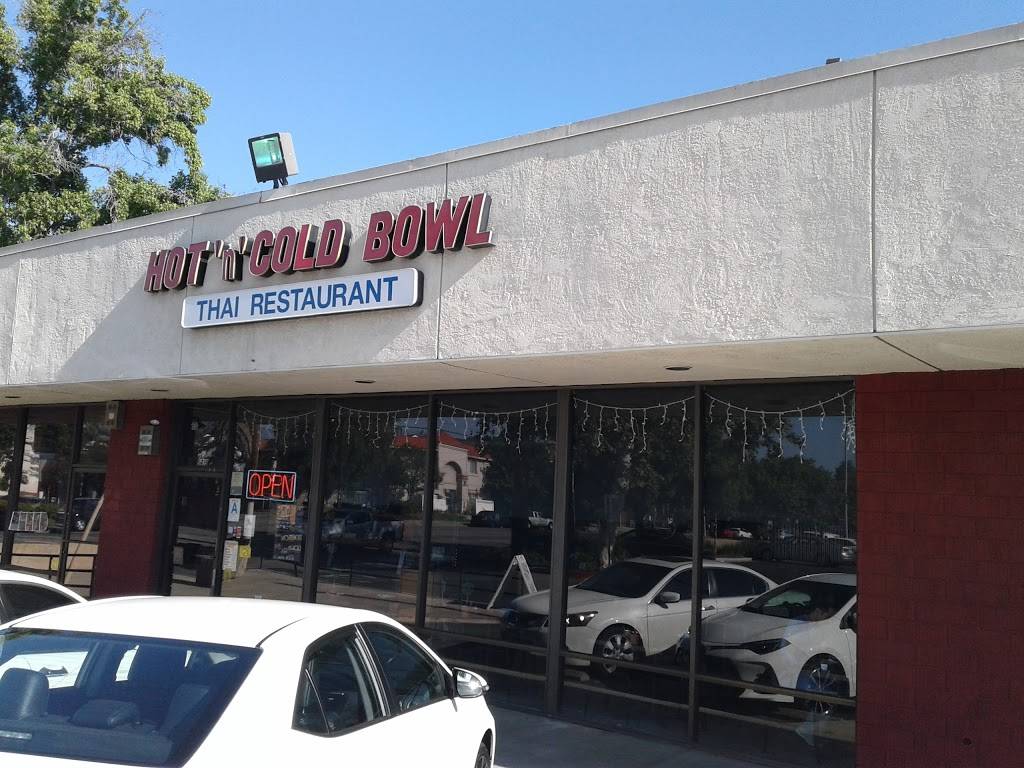 HOT 'n' COLD BOWL
THAI RESTAURANT
OPEN
A